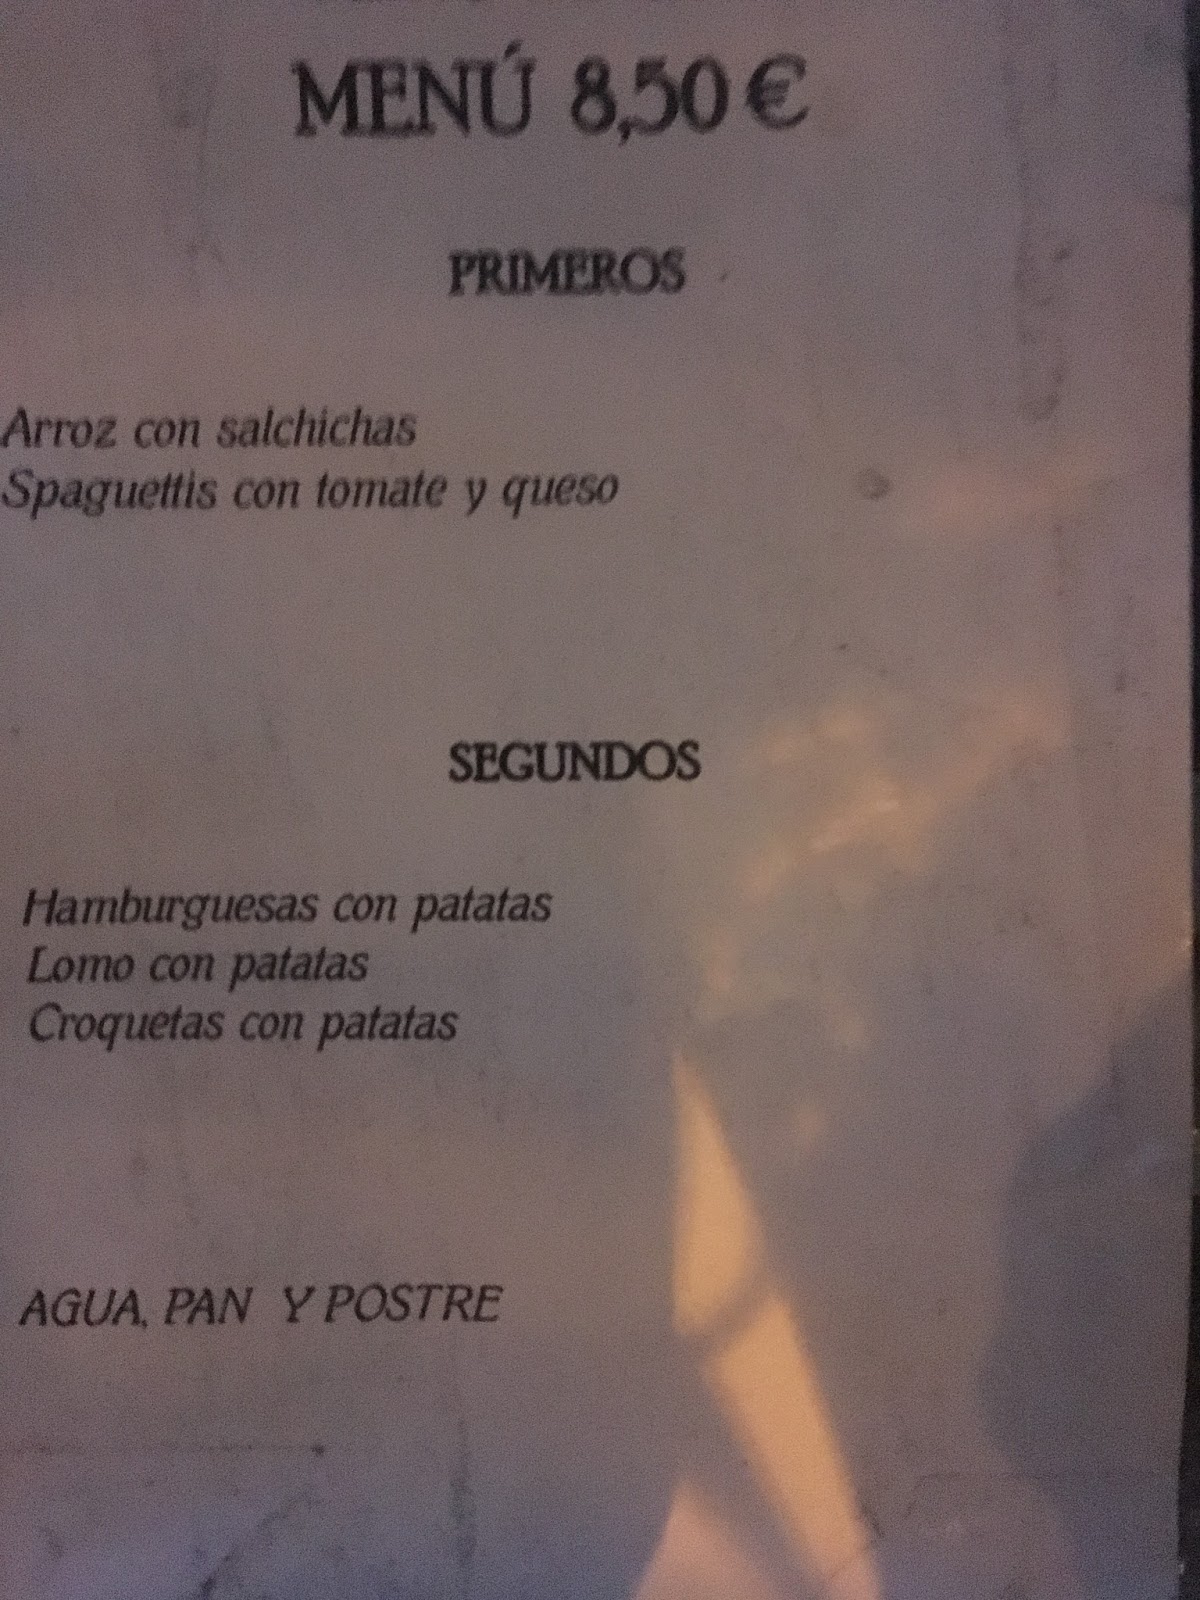 MENÚ 8,50 €
PRIMEROS
Arroz con salchichas
Spaguettis con tomate y queso
SEGUNDOS
Hamburguesas con patatas
Lomo con patatas
Croquetas con patatas
AGUA, PAN Y POSTRE